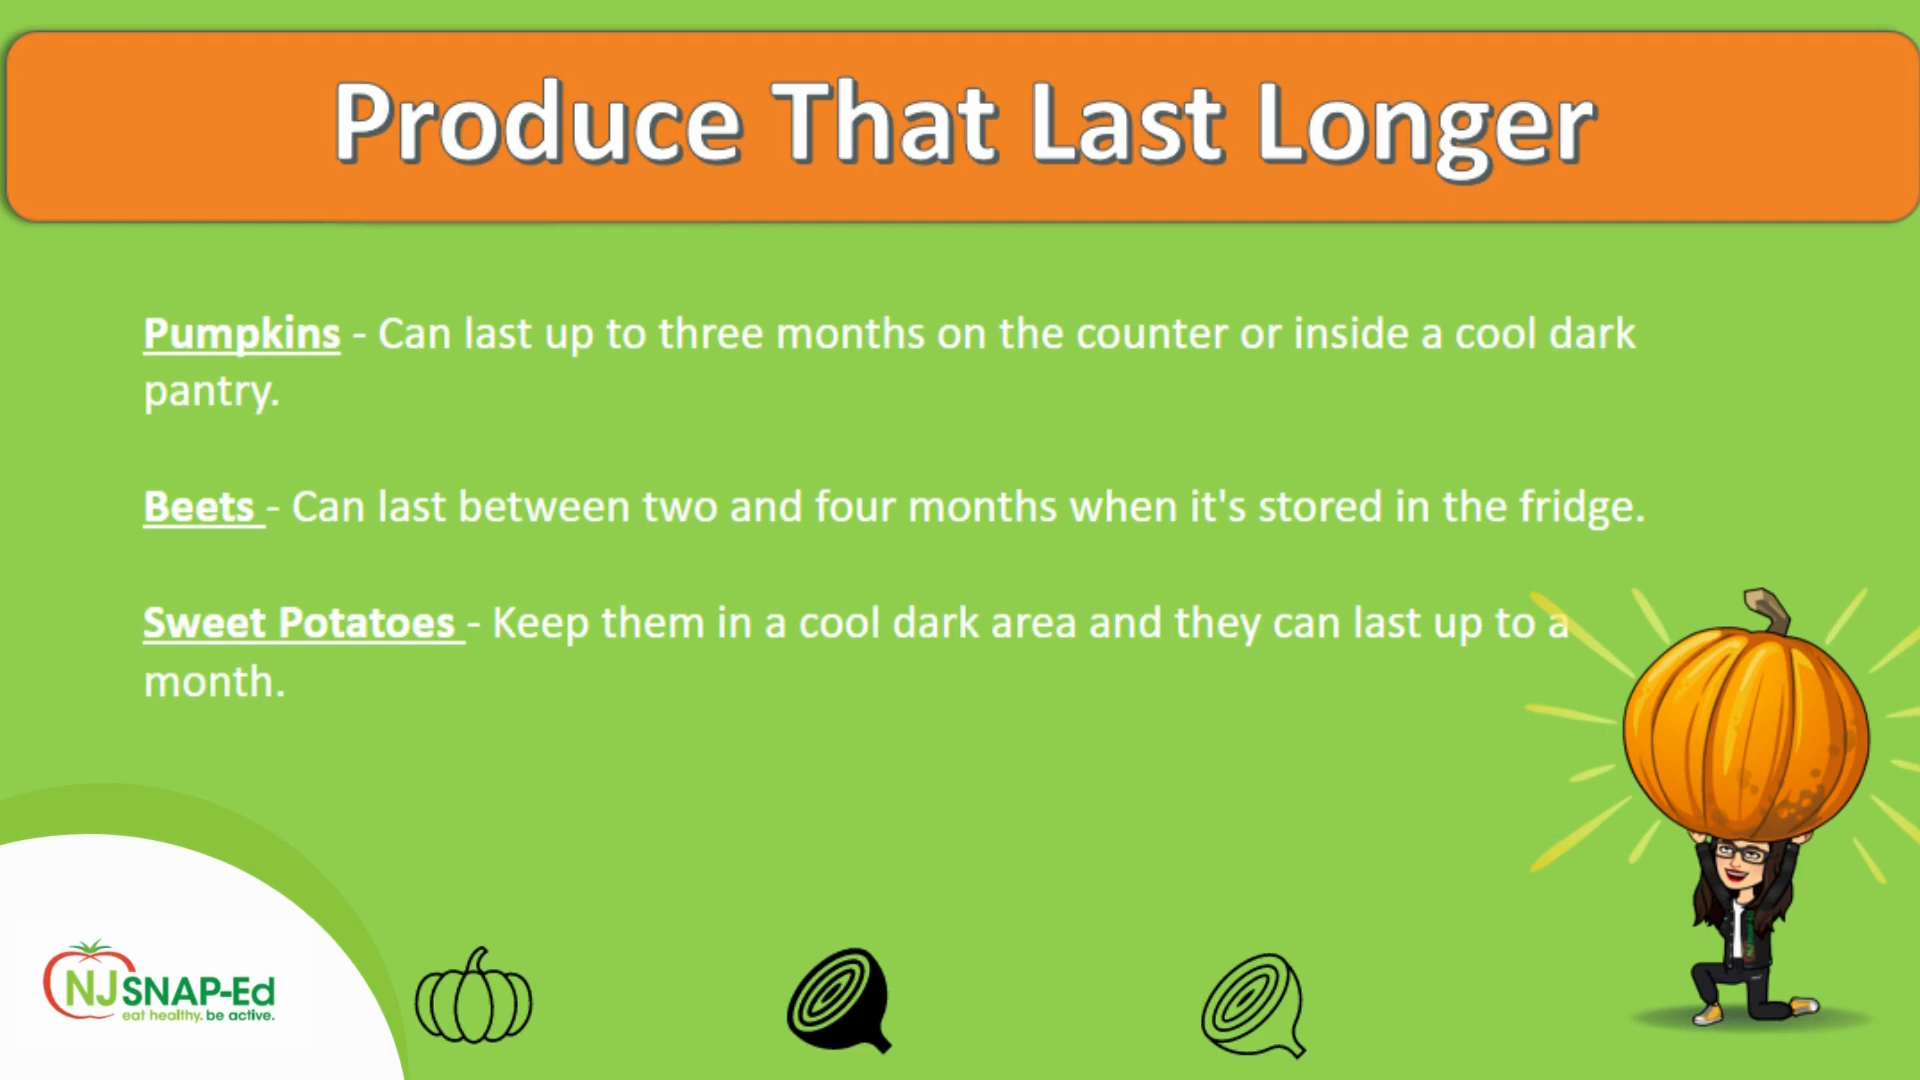 Produce That Last Longer
Pumpkins - Can last up to three months on the counter or inside a cool dark
pantry.
Beets - Can last between two and four months when it's stored in the fridge.
Sweet Potatoes - Keep them in a cool dark area and they can last up to a
month.
NJSNAP-Ed
eat healthy. be active.